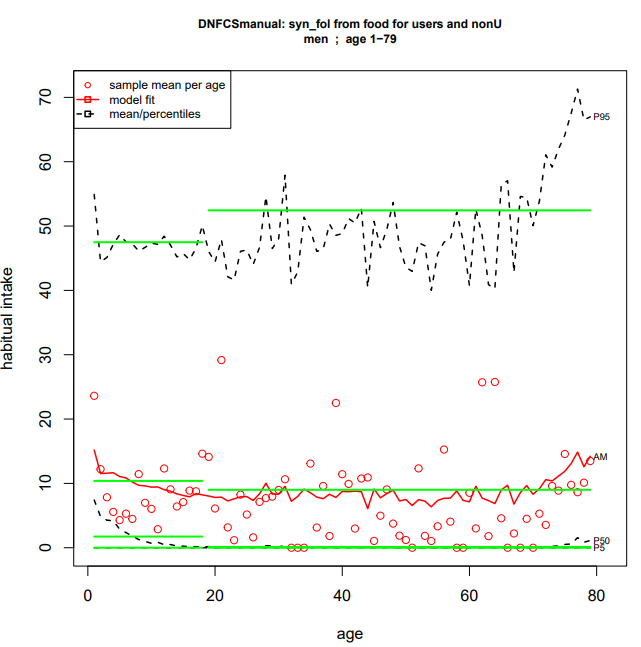 DNFCSmanual: syn_fol from food for users and nonU
men ; age 1−79
sample mean per age
model fit
mean/percentiles
habitual intake
70
60
50
40
30
20
10
0
P95
AM
P50
P5
0 20 40 60 80
age